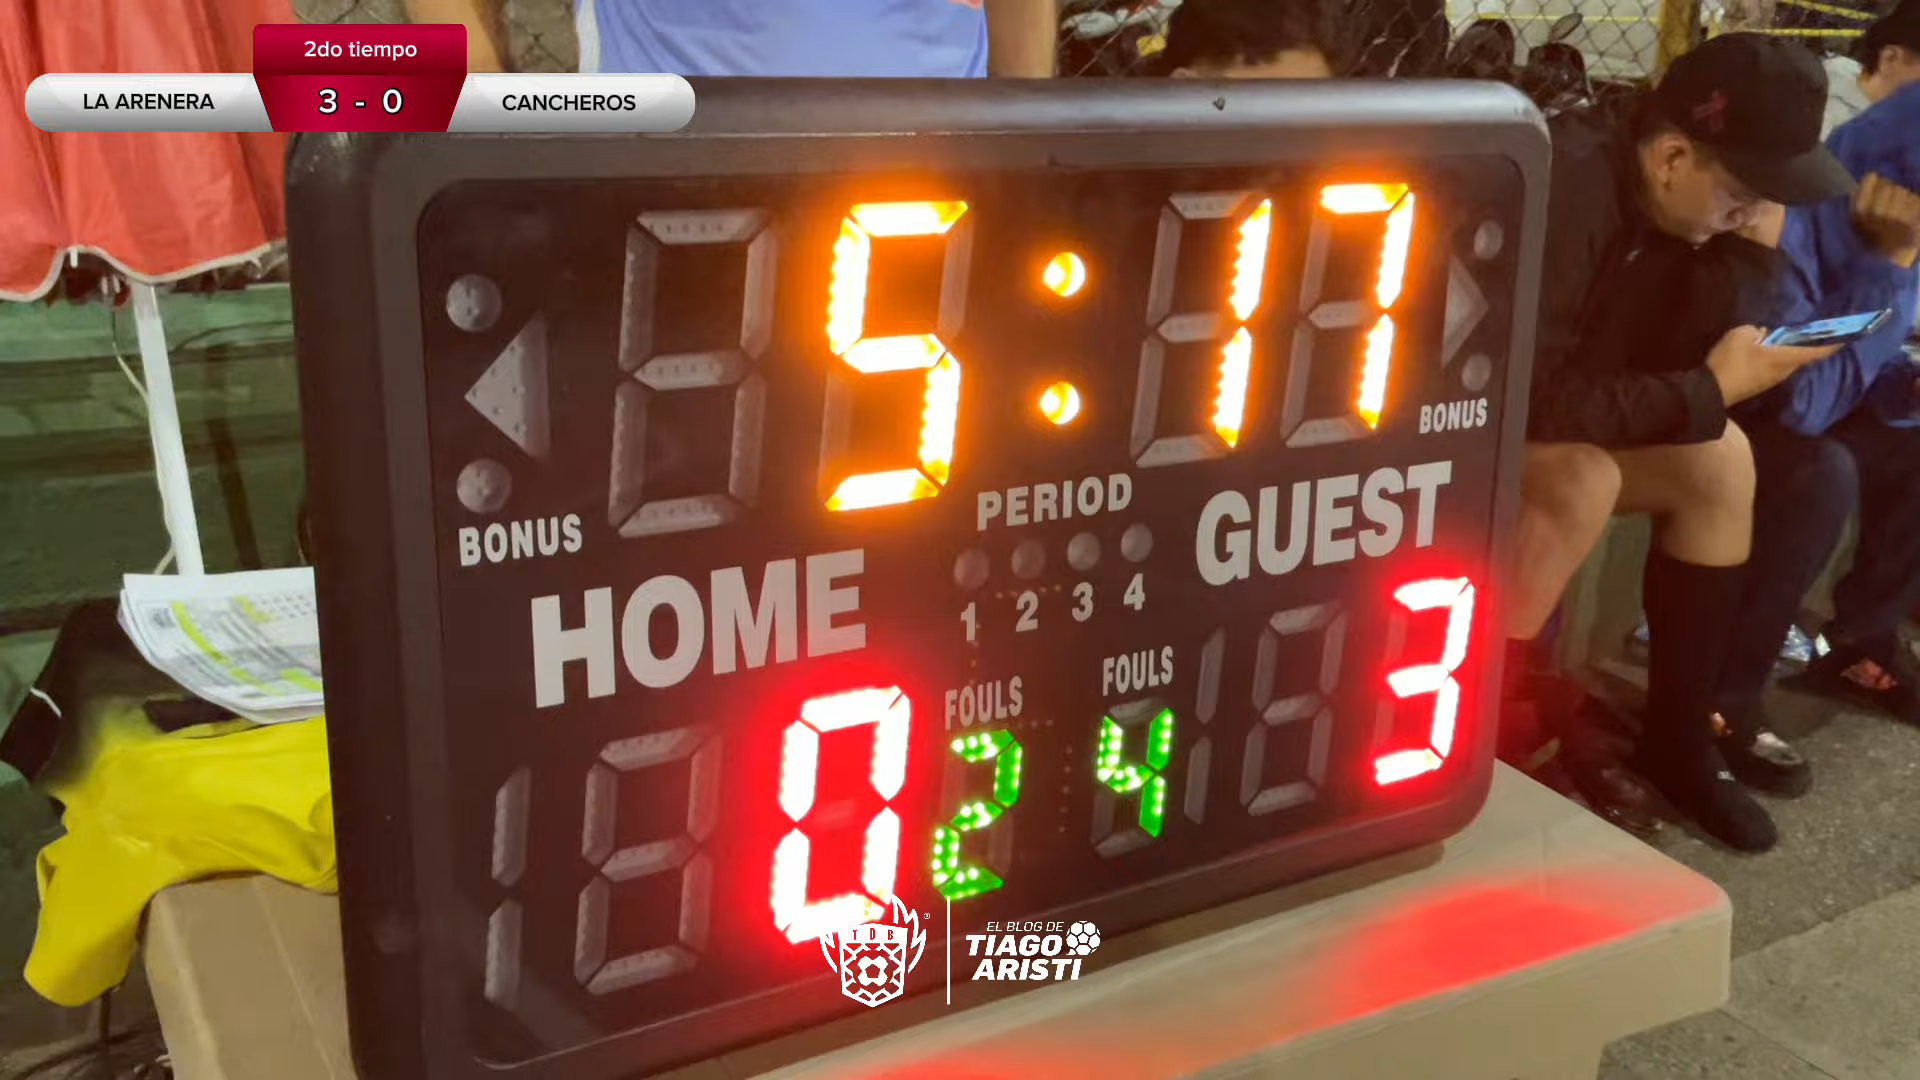 2do tiempo
LA ARENERA 3 - 0 CANCHEROS
5:17
BONUS
BONUS
PERIOD
1 2 3 4
HOME
GUEST
FOULS
FOULS
0
2
4
3
TDB
®
EL BLOG DE
TIAGO
ARISTI